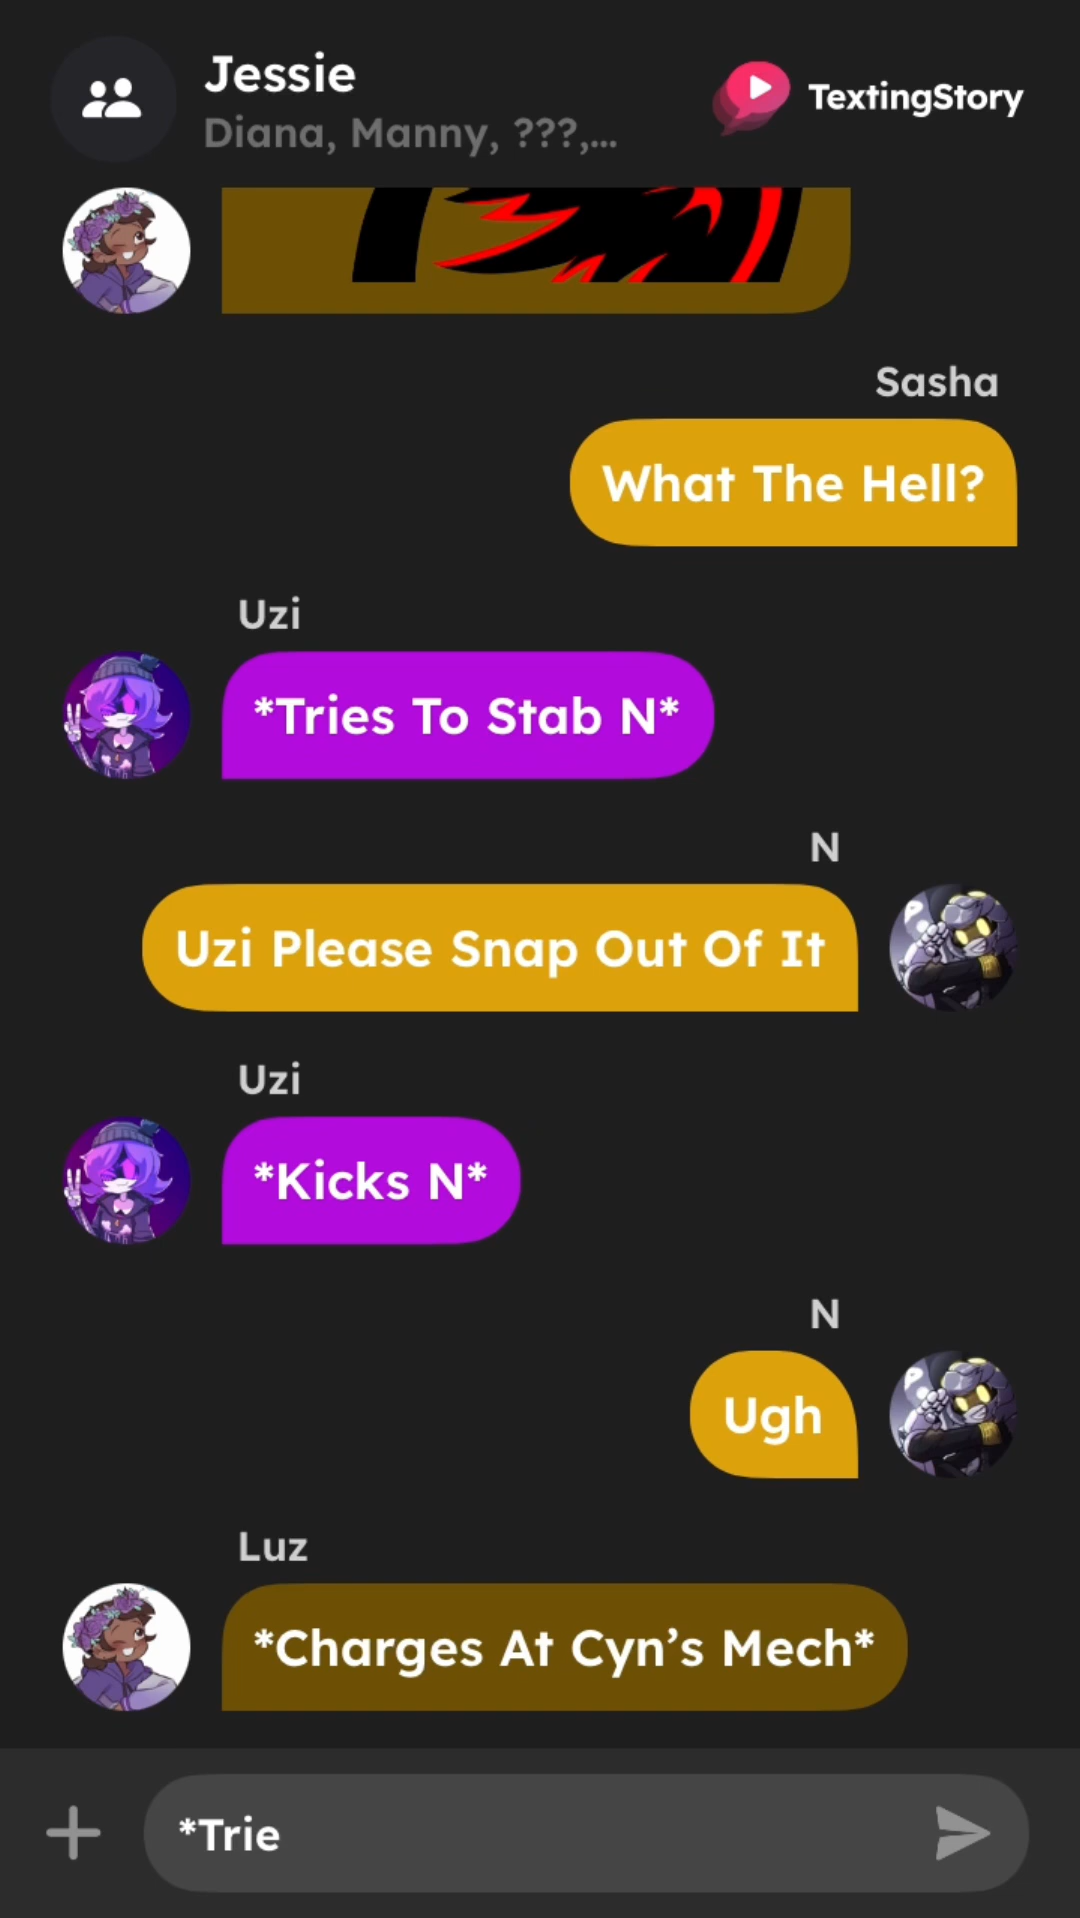 Jessie
Diana, Manny, ???,...
TextingStory
Sasha
What The Hell?
Uzi
*Tries To Stab N*
N
Uzi Please Snap Out Of It
Uzi
*Kicks N*
N
Ugh
Luz
*Charges At Cyn’s Mech*
*Trie